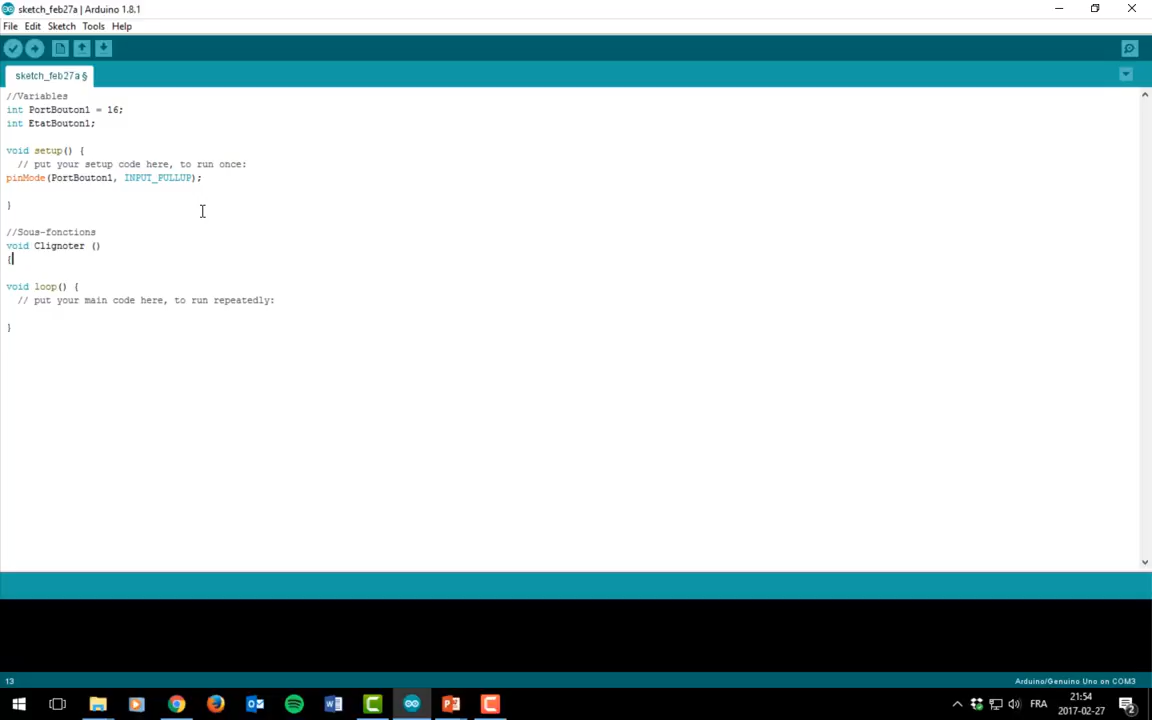 sketch_feb27a | Arduino 1.8.1
File Edit Sketch Tools Help
sketch_feb27a §
//Variables
int PortBouton1 = 16;
int EtatBouton1;
void setup() {
// put your setup code here, to run once:
pinMode(PortBouton1, INPUT_PULLUP);
}
//Sous-fonctions
void Clignoter ()
{
void loop() {
// put your main code here, to run repeatedly:
}
13
Arduino/Genuino Uno on COM3
FRA
21:54
2017-02-27
2